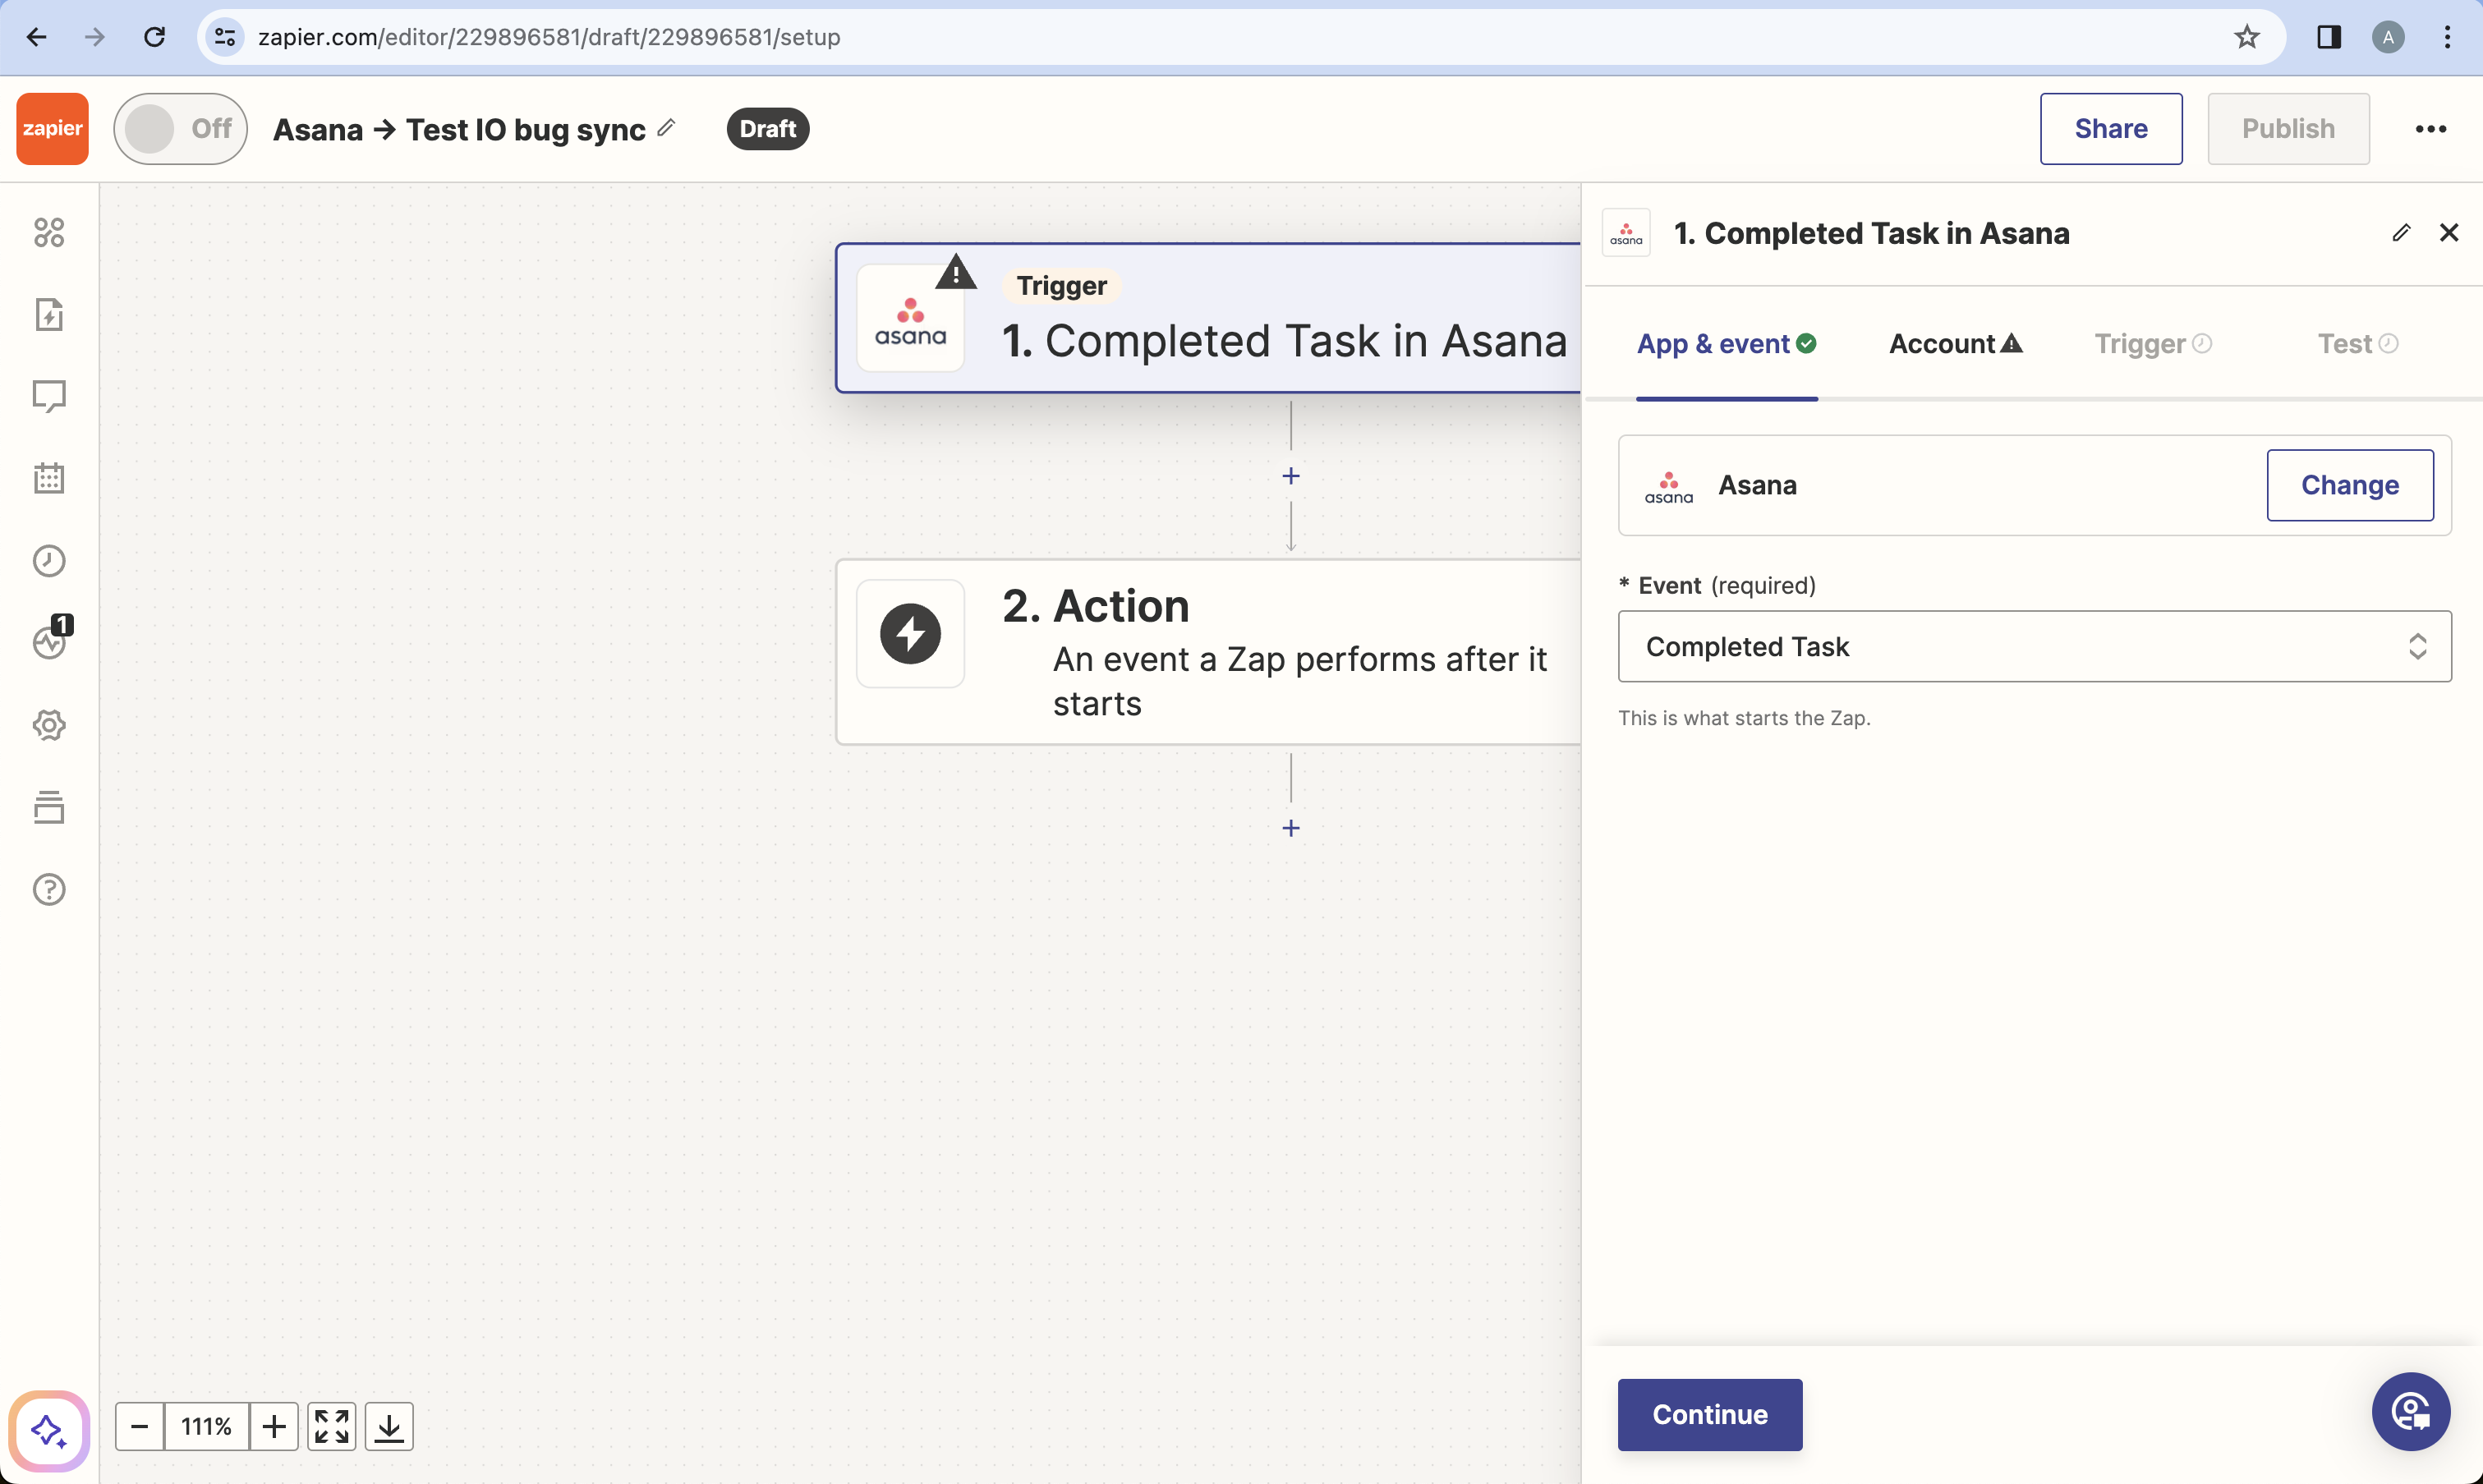 zapier.com/editor/229896581/draft/229896581/setup
A
zapier
Off
Asana → Test IO bug sync
Draft
Share
Publish
asana
Trigger
1. Completed Task in Asana
2. Action
An event a Zap performs after it
starts
1
111%
asana
1. Completed Task in Asana
App & event
Account
Trigger
Test
asana
Asana
Change
* Event (required)
Completed Task
This is what starts the Zap.
Continue